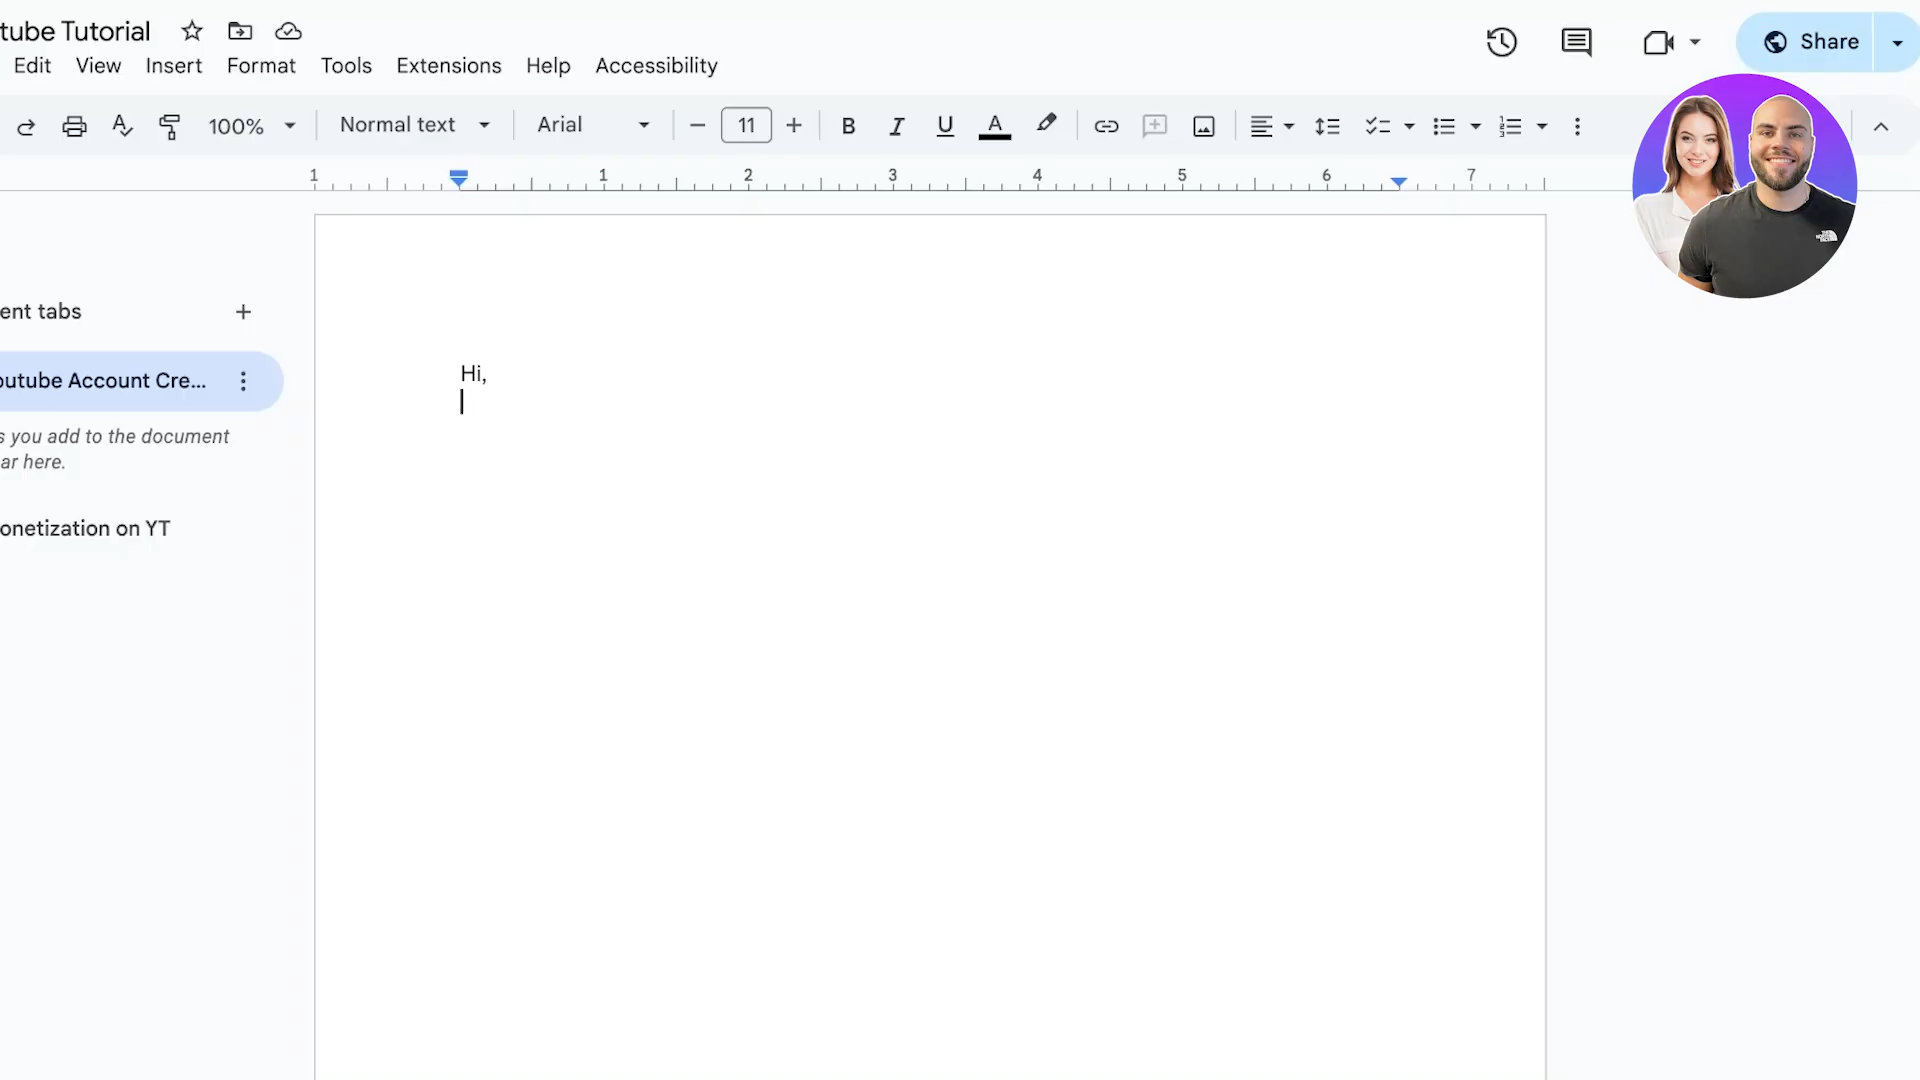 tube Tutorial
Edit View Insert Format Tools Extensions Help Accessibility
Share
100% Normal text Arial 11 B I U A
1 1 2 3 4 5 6 7
ent tabs
outube Account Cre...
s you add to the document
ar here.
onetization on YT
Hi,